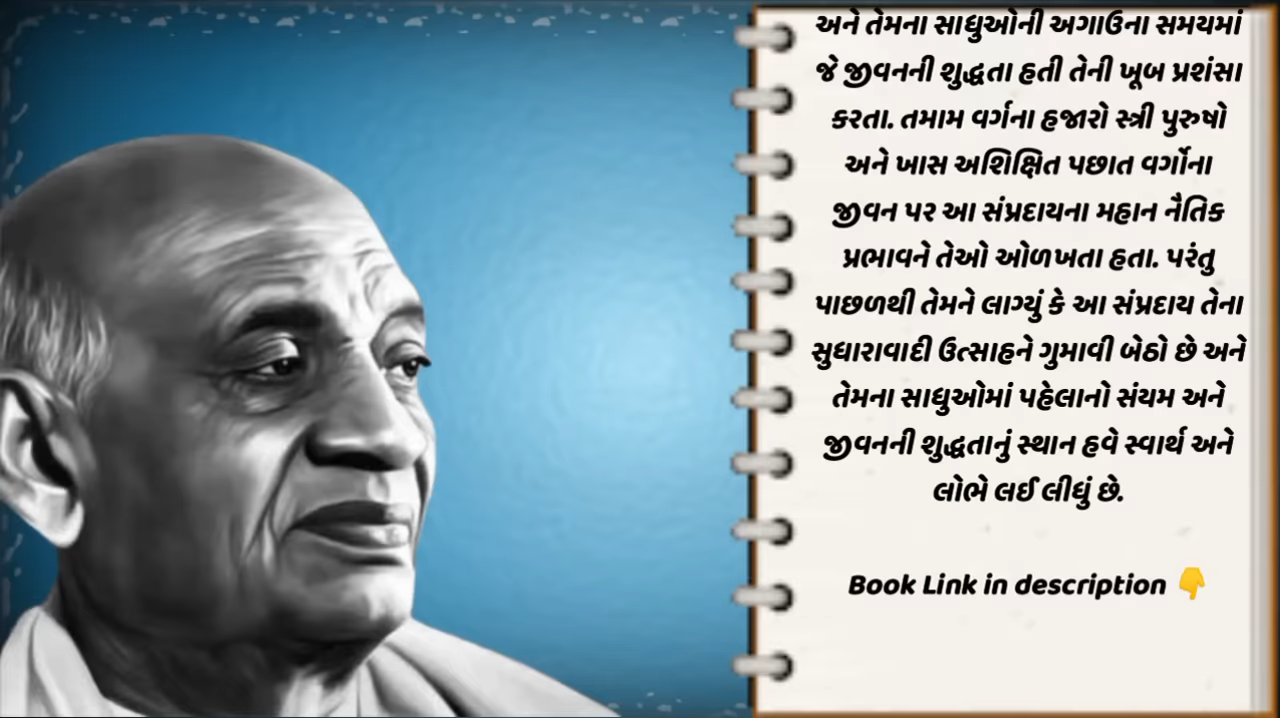 અને તેમના સાધુઓની અગાઉના સમયમાં
જે જીવનની શુદ્ધતા હતી તેની ખૂબ પ્રશંસા
કરતા. તમામ વર્ગના હજારો સ્ત્રી પુરુષો
અને ખાસ અશિક્ષિત પછાત વર્ગોના
જીવન પર આ સંપ્રદાયના મહાન નૈતિક
પ્રભાવને તેઓ ઓળખતા હતા. પરંતુ
પાછળથી તેમને લાગ્યું કે આ સંપ્રદાય તેના
સુધારાવાદી ઉત્સાહને ગુમાવી બેઠો છે અને
તેમના સાધુઓમાં પહેલાનો સંયમ અને
જીવનની શુદ્ધતાનું સ્થાન હવે સ્વાર્થ અને
લોભે લઈ લીધું છે.
Book Link in description 👇